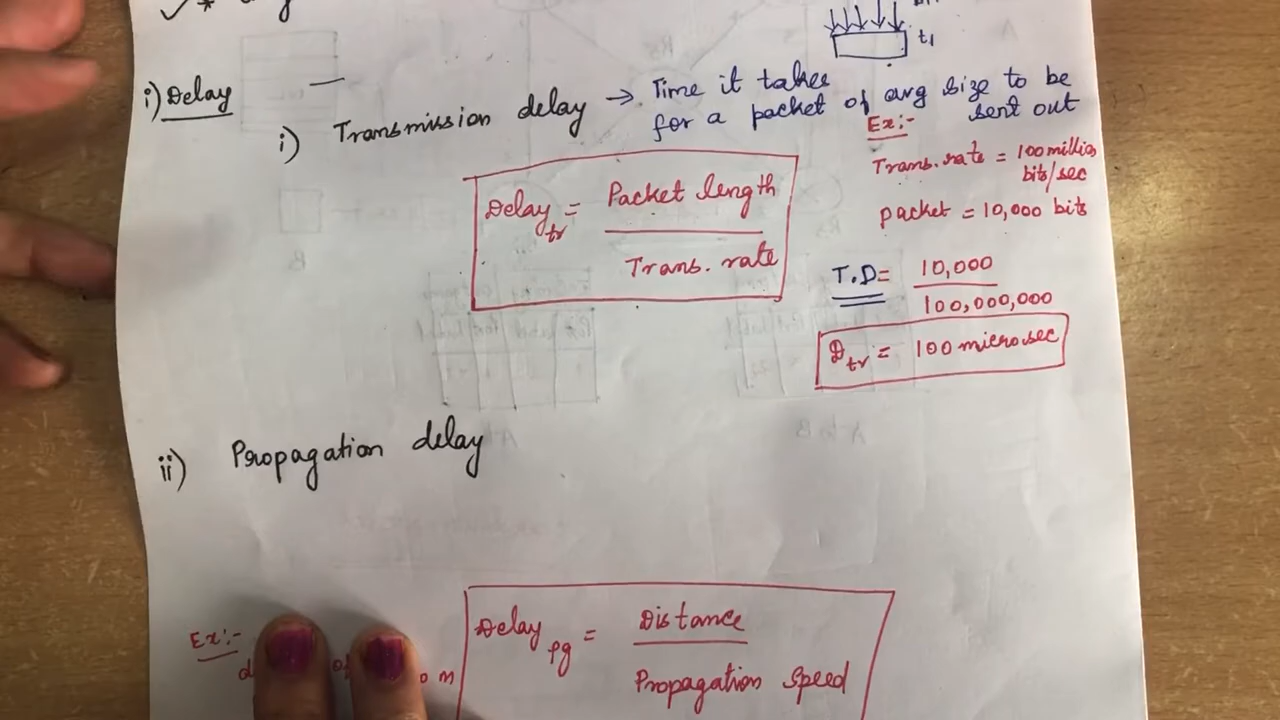 t1
i) Delay —
i) Transmission delay → Time it takes
for a packet of avg size to be
sent out
Delay tr = Packet length
Trans. rate
Ex:-
Trans. rate = 100 million
bits/sec
packet = 10,000 bits
T.D = 10,000
100,000,000
Dtr = 100 microsec
ii) Propagation delay
Delay pg = Distance
Propagation speed
Ex:-
m